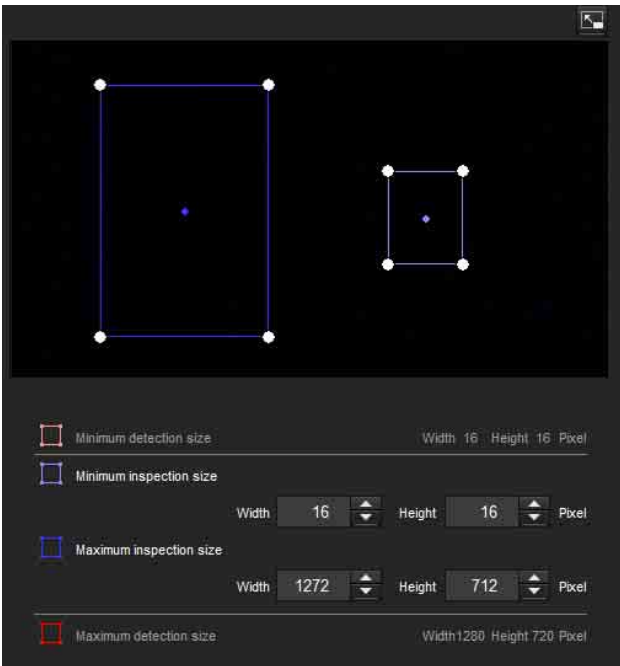 Minimum detection size Width 16 Height 16 Pixel
Minimum inspection size
Width 16 Height 16 Pixel
Maximum inspection size
Width 1272 Height 712 Pixel
Maximum detection size Width1280 Height 720 Pixel